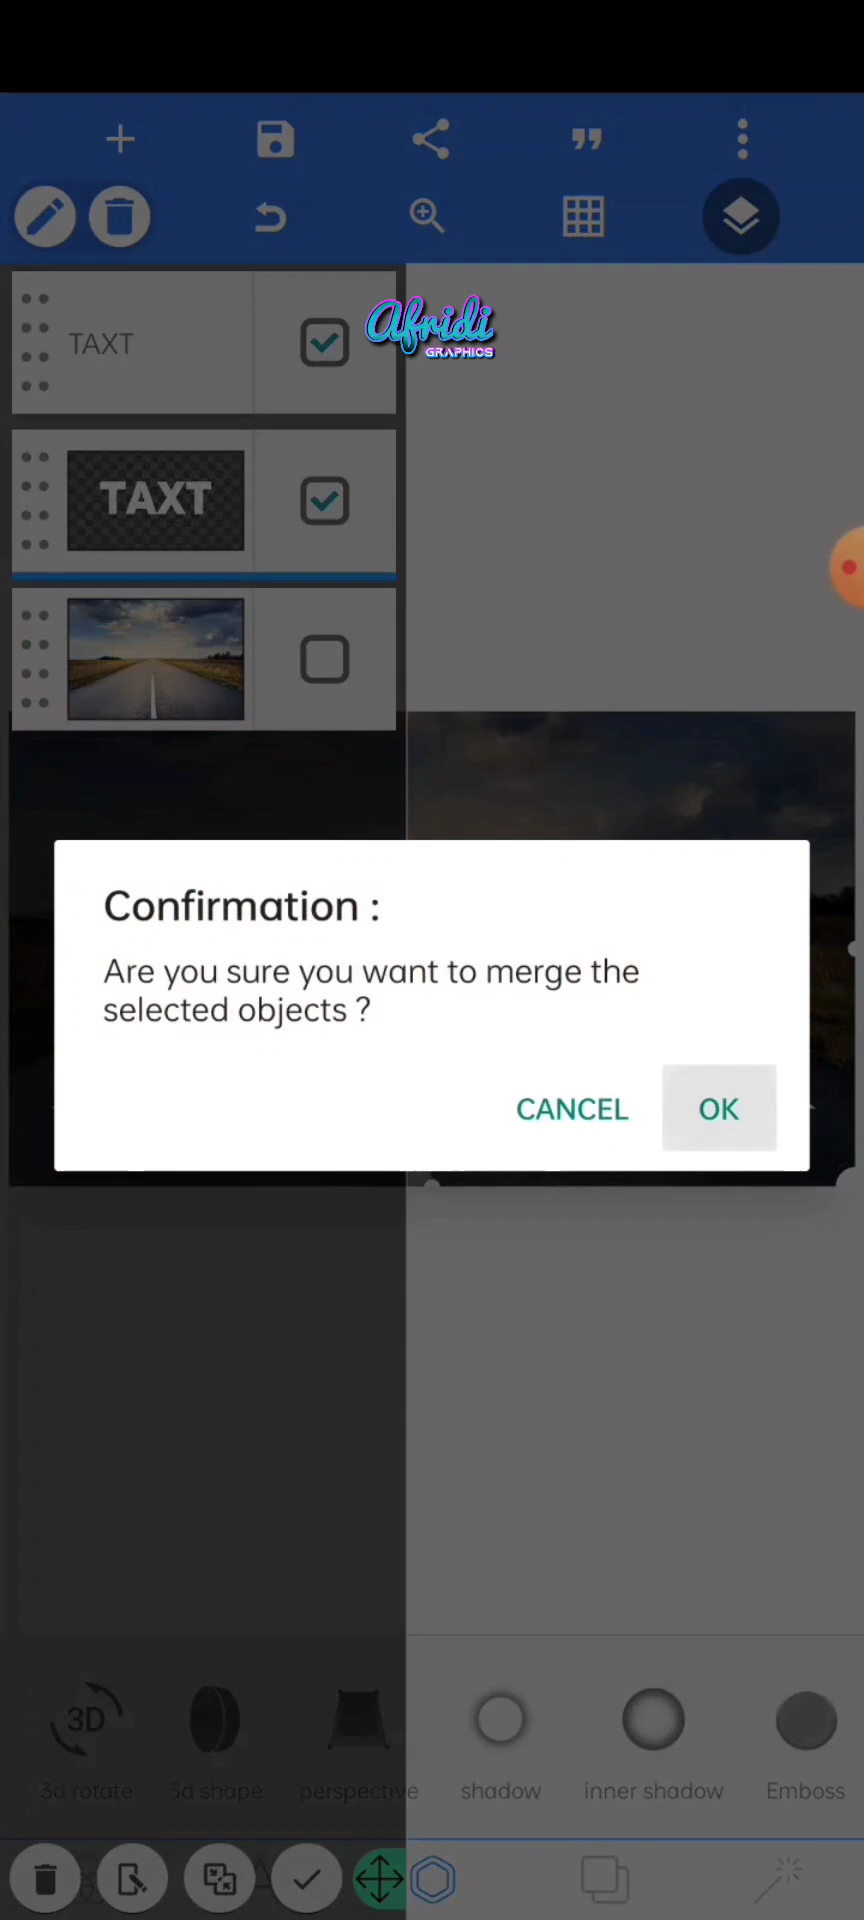 Afridi
GRAPHICS
TAXT
TAXT
Confirmation :
Are you sure you want to merge the
selected objects ?
CANCEL OK
3D
3d rotate 3d shape perspective shadow inner shadow Emboss